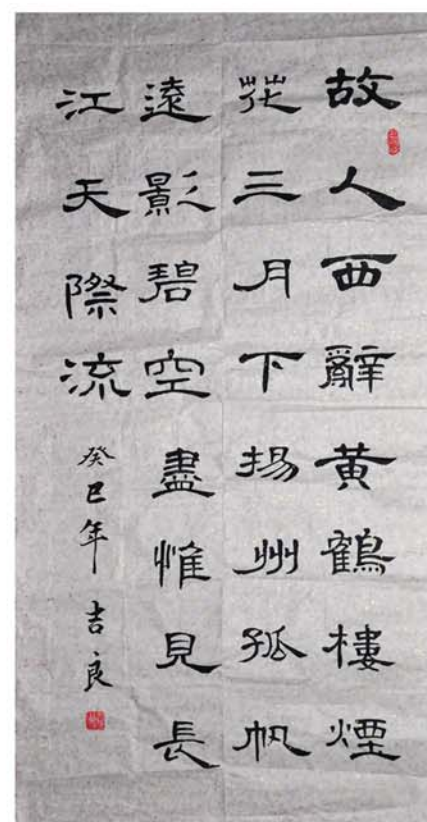 故人西辭黃鶴樓煙
花三月下揚州孤帆
遠影碧空盡惟見長
江天際流
癸巳年 吉良